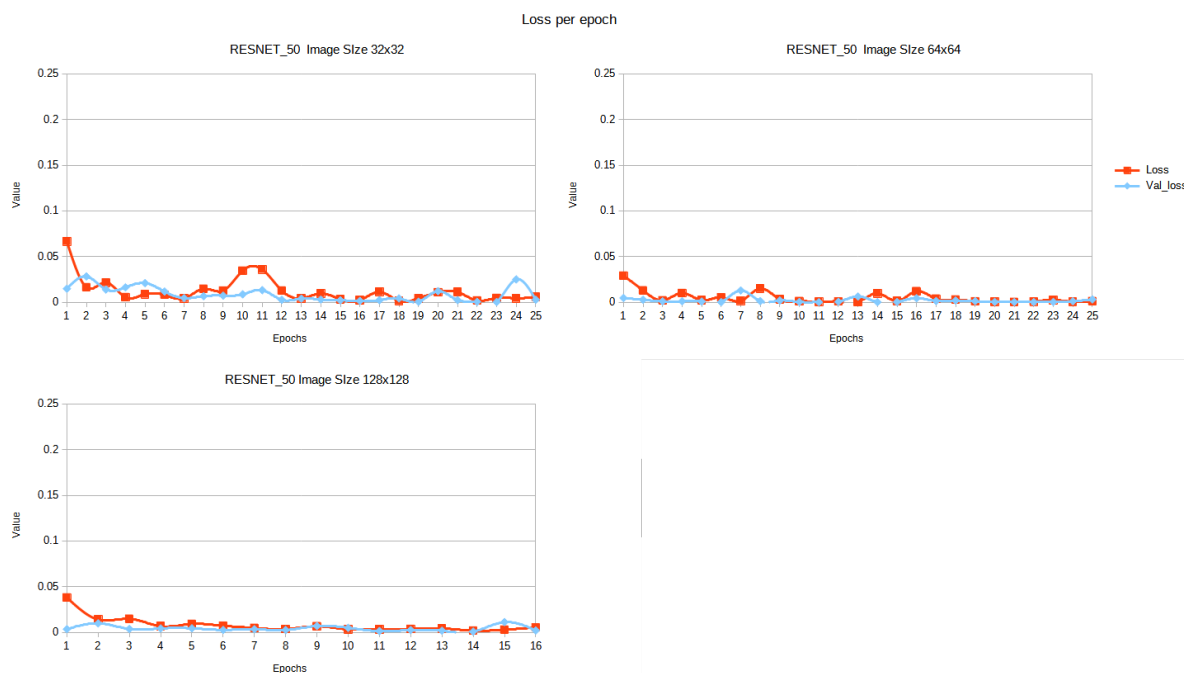 Loss per epoch
RESNET_50  Image SIze 32x32
0.25
0.2
0.15
0.1
0.05
0
Value
1 2 3 4 5 6 7 8 9 10 11 12 13 14 15 16 17 18 19 20 21 22 23 24 25
Epochs
RESNET_50  Image SIze 64x64
0.25
0.2
0.15
0.1
0.05
0
Value
1 2 3 4 5 6 7 8 9 10 11 12 13 14 15 16 17 18 19 20 21 22 23 24 25
Epochs
Loss
Val_loss
RESNET_50 Image SIze 128x128
0.25
0.2
0.15
0.1
0.05
0
Value
1 2 3 4 5 6 7 8 9 10 11 12 13 14 15 16
Epochs